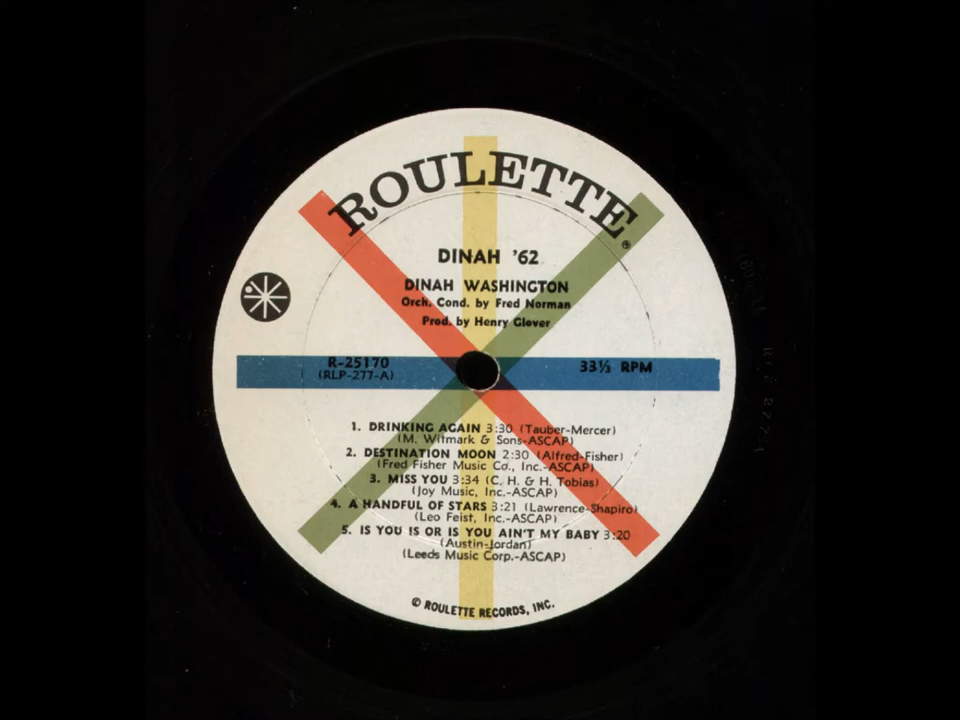 ROULETTE®
DINAH '62
DINAH WASHINGTON
Orch. Cond. by Fred Norman
Prod. by Henry Glover
R-25170
(RLP-277-A)
33⅓ RPM
1. DRINKING AGAIN 3:30 (Tauber-Mercer)
(M. Witmark & Sons-ASCAP)
2. DESTINATION MOON 2:30 (Alfred-Fisher)
(Fred Fisher Music Co., Inc.-ASCAP)
3. MISS YOU 3:34 (C. H. & H. Tobias)
(Joy Music, Inc.-ASCAP)
4. A HANDFUL OF STARS 3:21 (Lawrence-Shapiro)
(Leo Feist, Inc.-ASCAP)
5. IS YOU IS OR IS YOU AIN'T MY BABY 3:20
(Austin-Jordan)
(Leeds Music Corp.-ASCAP)
© ROULETTE RECORDS, INC.